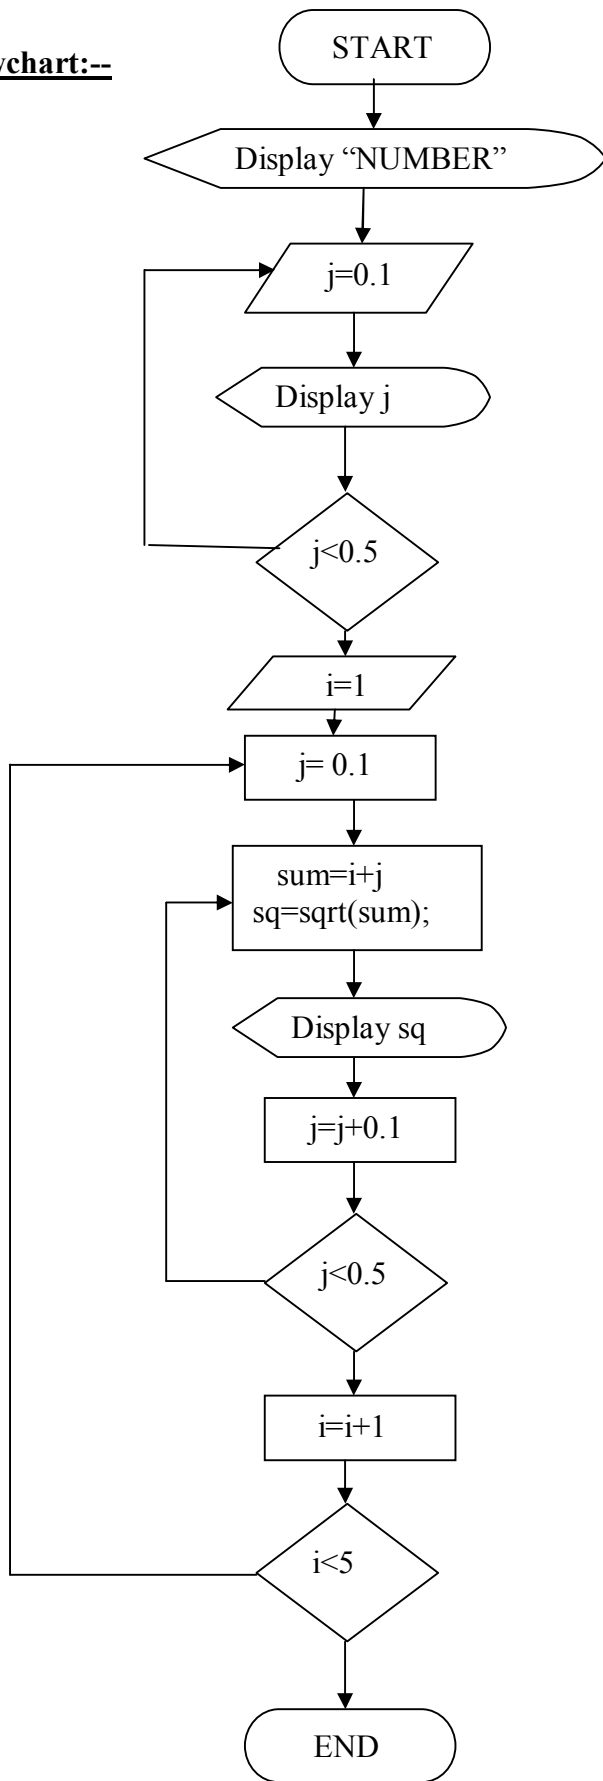 wchart:--
START
Display “NUMBER”
j=0.1
Display j
j<0.5
i=1
j= 0.1
sum=i+j
sq=sqrt(sum);
Display sq
j=j+0.1
j<0.5
i=i+1
i<5
END